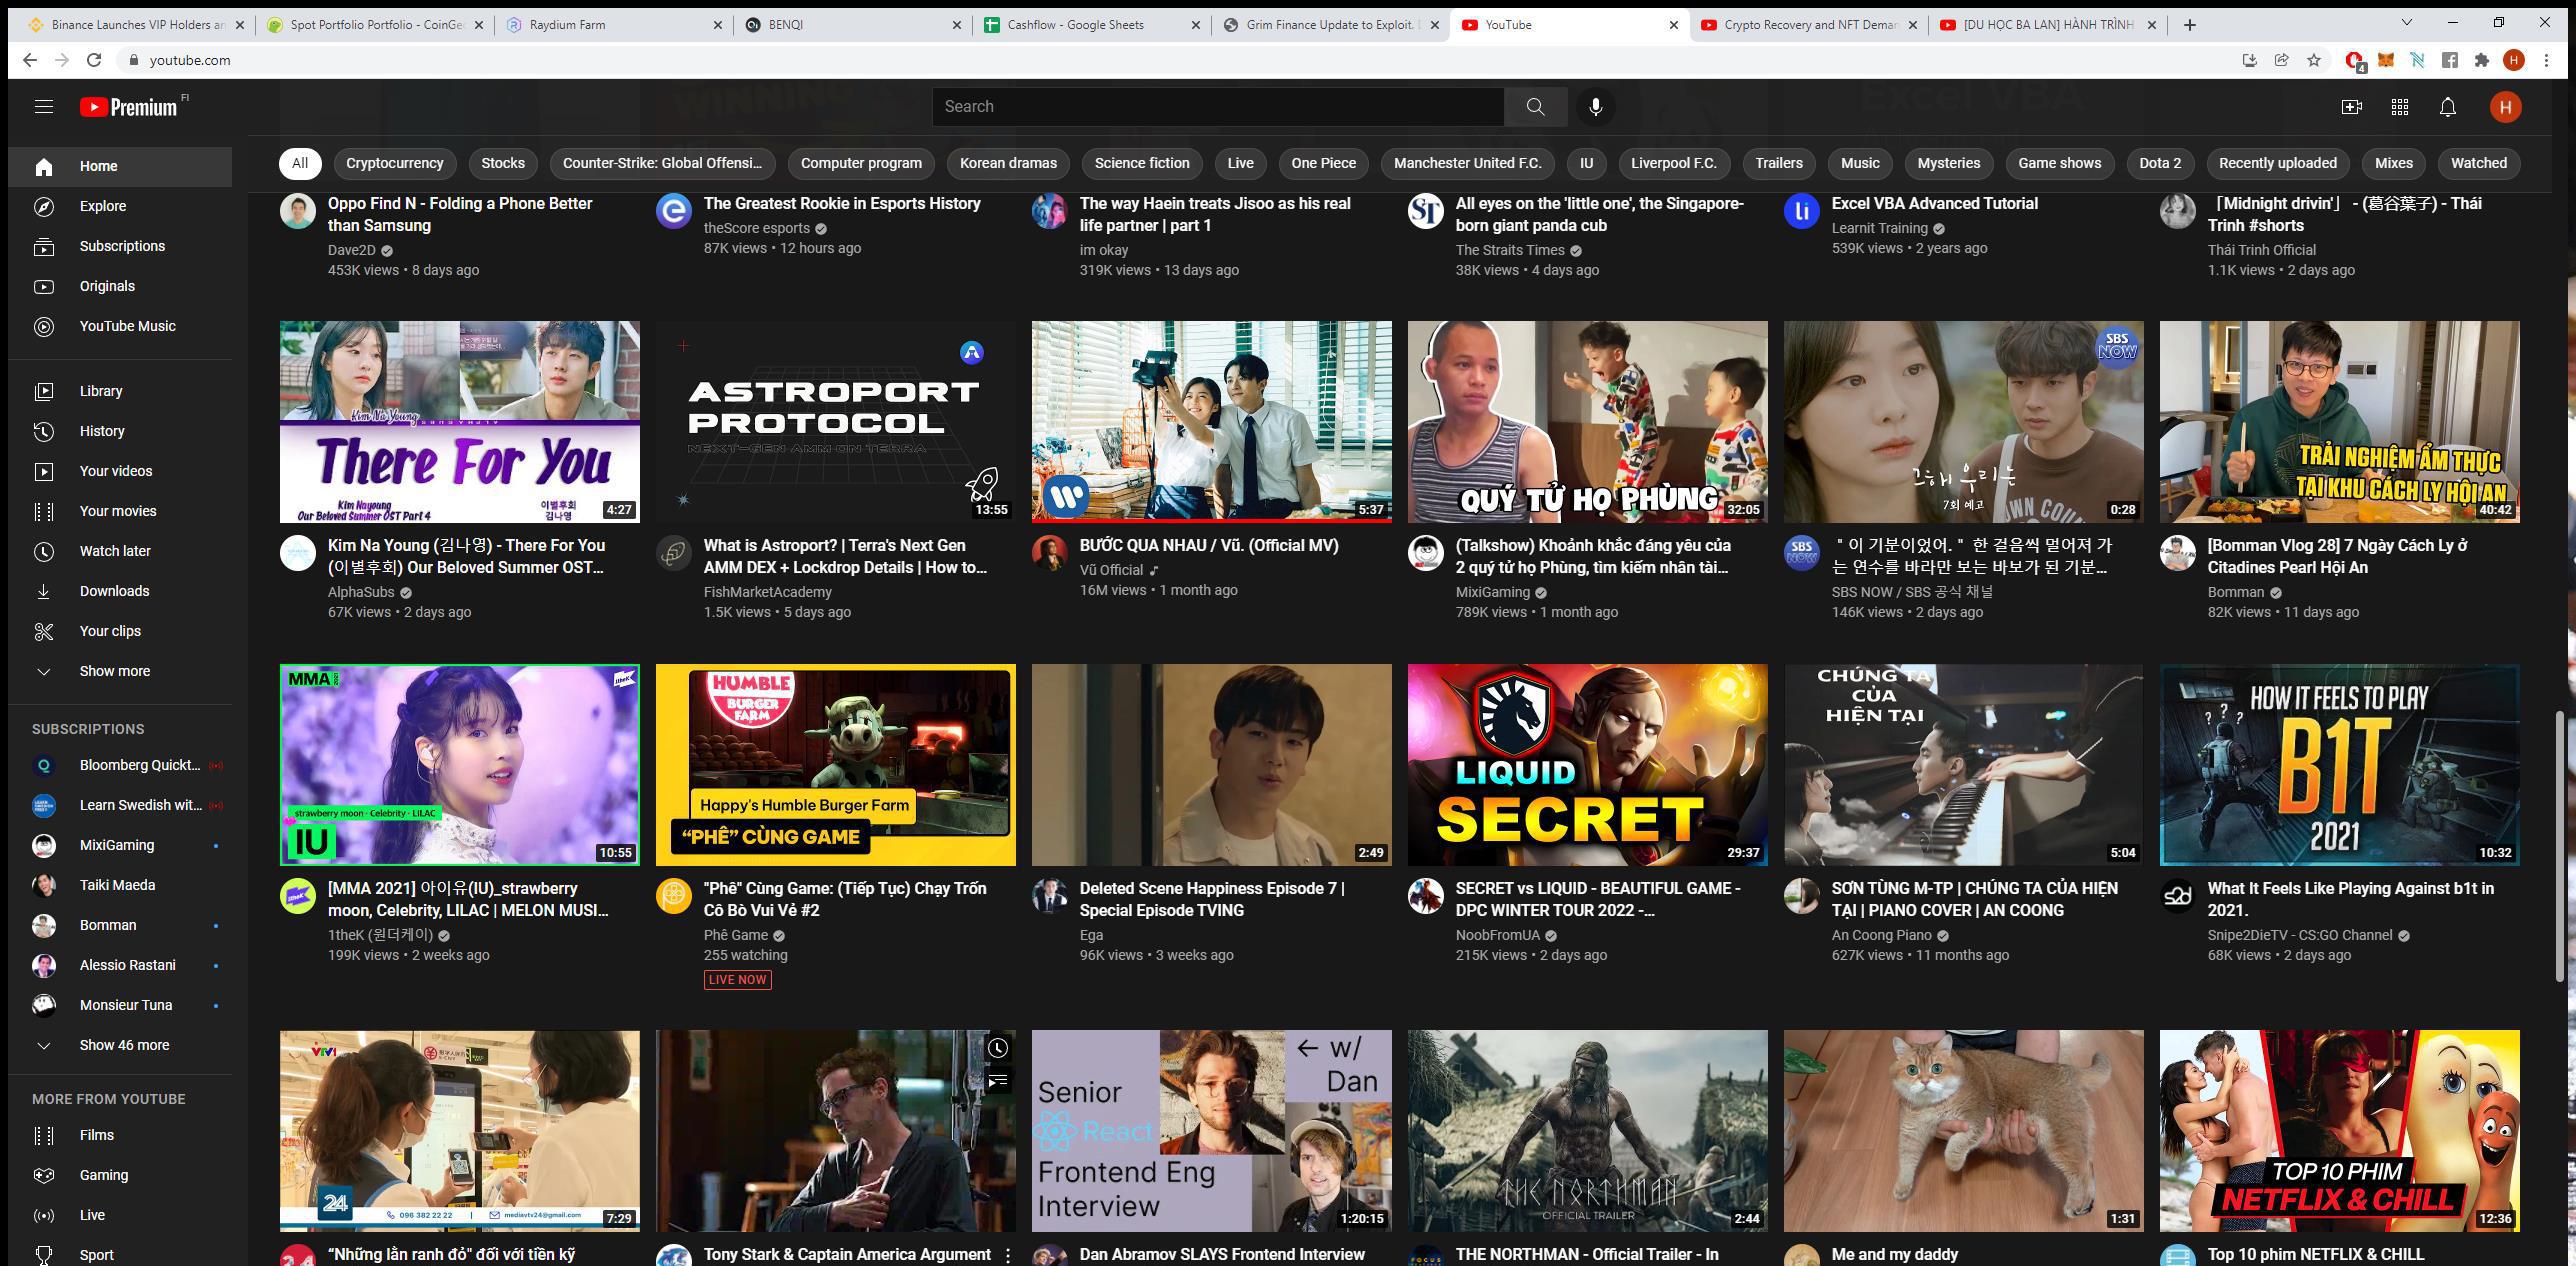 Binance Launches VIP Holders an
Spot Portfolio Portfolio - CoinGec
Raydium Farm
BENQI
Cashflow - Google Sheets
Grim Finance Update to Exploit.
YouTube
Crypto Recovery and NFT Deman
[DU HỌC BA LAN] HÀNH TRÌNH
youtube.com
4
H
Premium FI
Search
H
All
Cryptocurrency
Stocks
Counter-Strike: Global Offensi...
Computer program
Korean dramas
Science fiction
Live
One Piece
Manchester United F.C.
IU
Liverpool F.C.
Trailers
Music
Mysteries
Game shows
Dota 2
Recently uploaded
Mixes
Watched
Home
Explore
Subscriptions
Originals
YouTube Music
Library
History
Your videos
Your movies
Watch later
Downloads
Your clips
Show more
SUBSCRIPTIONS
Bloomberg Quickt...
Learn Swedish wit...
MixiGaming
Taiki Maeda
Bomman
Alessio Rastani
Monsieur Tuna
Show 46 more
MORE FROM YOUTUBE
Films
Gaming
Live
Sport
Oppo Find N - Folding a Phone Better
than Samsung
Dave2D
453K views • 8 days ago
The Greatest Rookie in Esports History
theScore esports
87K views • 12 hours ago
The way Haein treats Jisoo as his real
life partner | part 1
im okay
319K views • 13 days ago
ST
All eyes on the 'little one', the Singapore-
born giant panda cub
The Straits Times
38K views • 4 days ago
li
Excel VBA Advanced Tutorial
Learnit Training
539K views • 2 years ago
「Midnight drivin'」 - (葛谷葉子) - Thái
Trinh #shorts
Thái Trinh Official
1.1K views • 2 days ago
Kim Na Young
There For You
Kim Nayoung
Our Beloved Summer OST Part 4
이별후회
김나영
4:27
Kim Na Young (김나영) - There For You
(이별후회) Our Beloved Summer OST...
AlphaSubs
67K views • 2 days ago
ASTROPORT
PROTOCOL
NEXT-GEN AMM ON TERRA
13:55
What is Astroport? | Terra's Next Gen
AMM DEX + Lockdrop Details | How to...
FishMarketAcademy
1.5K views • 5 days ago
5:37
BƯỚC QUA NHAU / Vũ. (Official MV)
Vũ Official
16M views • 1 month ago
QUÝ TỬ HỌ PHÙNG
32:05
(Talkshow) Khoảnh khắc đáng yêu của
2 quý tử họ Phùng, tìm kiếm nhân tài...
MixiGaming
789K views • 1 month ago
SBS
NOW
그해 우리는
7회 예고
0:28
" 이 기분이었어. " 한 걸음씩 멀어져 가
는 연수를 바라만 보는 바보가 된 기분...
SBS NOW / SBS 공식 채널
146K views • 2 days ago
TRẢI NGHIỆM ẨM THỰC
TẠI KHU CÁCH LY HỘI AN
40:42
[Bomman Vlog 28] 7 Ngày Cách Ly ở
Citadines Pearl Hội An
Bomman
82K views • 11 days ago
MMA
strawberry moon · Celebrity · LILAC
IU
10:55
[MMA 2021] 아이유(IU)_strawberry
moon, Celebrity, LILAC | MELON MUSI...
1theK (원더케이)
199K views • 2 weeks ago
HUMBLE
BURGER
FARM
Happy's Humble Burger Farm
“PHÊ” CÙNG GAME
"Phê" Cùng Game: (Tiếp Tục) Chạy Trốn
Cô Bò Vui Vẻ #2
Phê Game
255 watching
LIVE NOW
2:49
Deleted Scene Happiness Episode 7 |
Special Episode TVING
Ega
96K views • 3 weeks ago
LIQUID
SECRET
29:37
SECRET vs LIQUID - BEAUTIFUL GAME -
DPC WINTER TOUR 2022 -...
NoobFromUA
215K views • 2 days ago
CHÚNG TA
CỦA
HIỆN TẠI
5:04
SƠN TÙNG M-TP | CHÚNG TA CỦA HIỆN
TẠI | PIANO COVER | AN COONG
An Coong Piano
627K views • 11 months ago
HOW IT FEELS TO PLAY
B1T
2021
10:32
What It Feels Like Playing Against b1t in
2021.
Snipe2DieTV - CS:GO Channel
68K views • 2 days ago
VTV1
24
096 382 22 22
mediavtv24@gmail.com
7:29
“Những lằn ranh đỏ" đối với tiền kỹ
Tony Stark & Captain America Argument
Senior
React
Frontend Eng
Interview
← w/
Dan
1:20:15
Dan Abramov SLAYS Frontend Interview
THE NORTHMAN
OFFICIAL TRAILER
2:44
THE NORTHMAN - Official Trailer - In
1:31
Me and my daddy
TOP 10 PHIM
NETFLIX & CHILL
12:36
Top 10 phim NETFLIX & CHILL